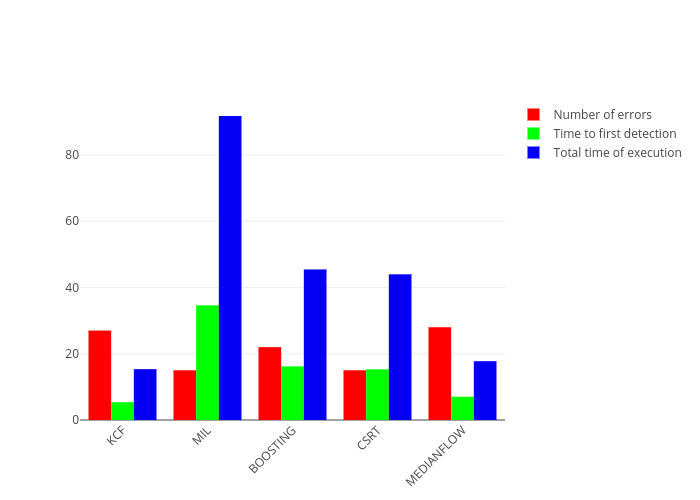 Number of errors
Time to first detection
Total time of execution
80
60
40
20
0
KCF
MIL
BOOSTING
CSRT
MEDIANFLOW